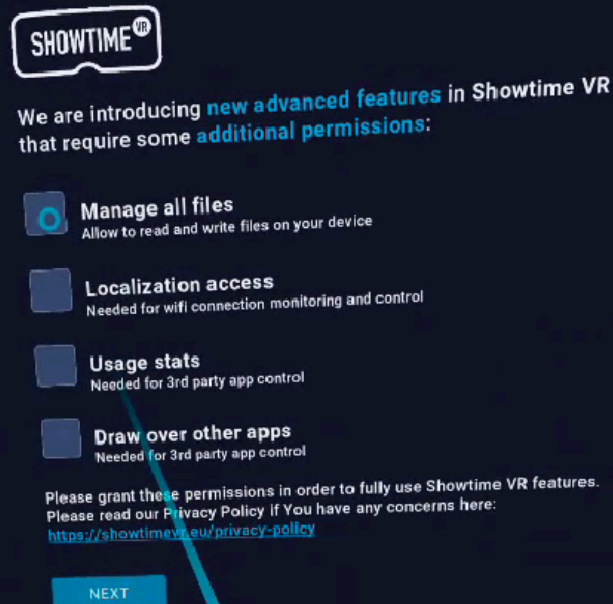 SHOWTIME VR
We are introducing new advanced features in Showtime VR
that require some additional permissions:
Manage all files
Allow to read and write files on your device
Localization access
Needed for wifi connection monitoring and control
Usage stats
Needed for 3rd party app control
Draw over other apps
Needed for 3rd party app control
Please grant these permissions in order to fully use Showtime VR features.
Please read our Privacy Policy if You have any concerns here:
https://showtimevr.eu/privacy-policy
NEXT